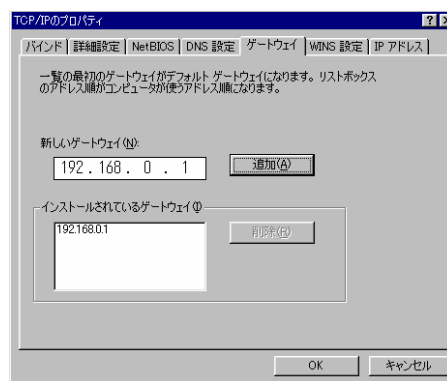 TCP/IPのプロパティ
バインド 詳細設定 NetBIOS DNS 設定 ゲートウェイ WINS 設定 IP アドレス
一覧の最初のゲートウェイがデフォルト ゲートウェイになります。リストボックス
のアドレス順がコンピュータが使うアドレス順になります。
新しいゲートウェイ(N):
192 . 168 . 0 . 1 追加(A)
インストールされているゲートウェイ(I)
192.168.0.1 削除(R)
OK キャンセル